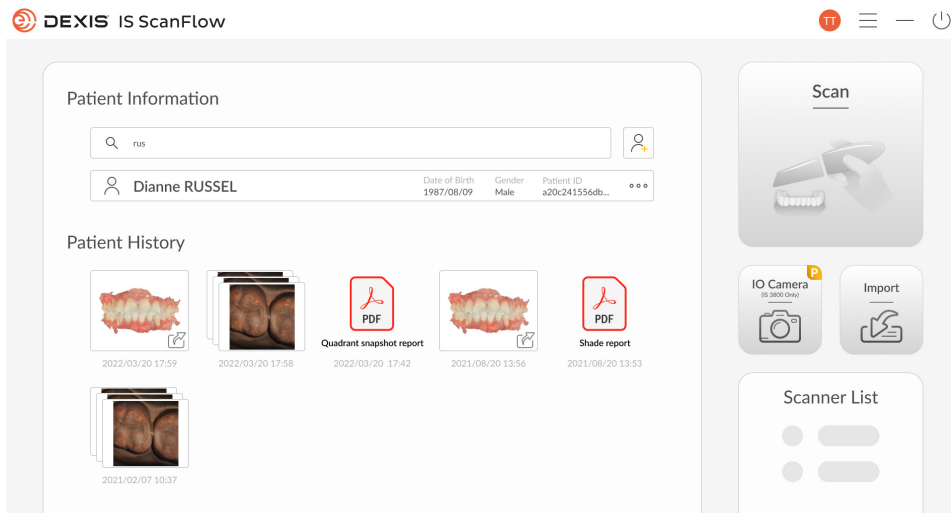 DEXIS IS ScanFlow
TT
Patient Information
rus
Dianne RUSSEL
Date of Birth
1987/08/09
Gender
Male
Patient ID
a20c241556db...
Patient History
2022/03/20 17:59
2022/03/20 17:58
PDF
Quadrant snapshot report
2022/03/20 17:42
2021/08/20 13:56
PDF
Shade report
2021/08/20 13:53
2021/02/07 10:37
Scan
IO Camera
(IS 3800 Only)
P
Import
Scanner List